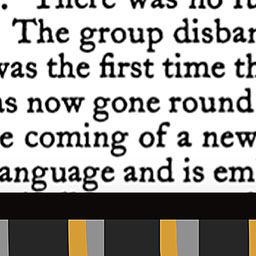 There was no
The group disban
was the first time th
as now gone round
e coming of a new
anguage and is em